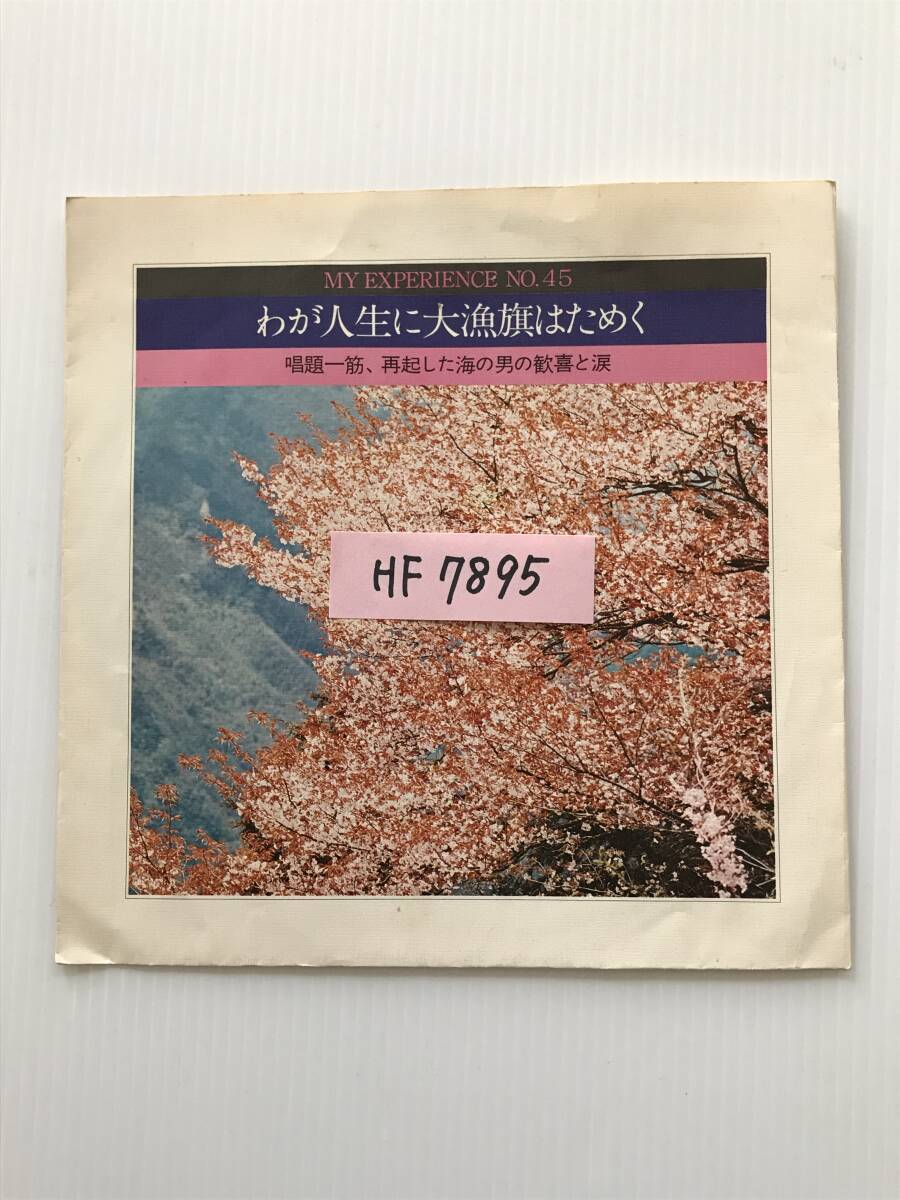 MY EXPERIENCE NO. 45
わが人生に大漁旗はためく
唱題一筋、再起した海の男の歓喜と涙
HF 7895